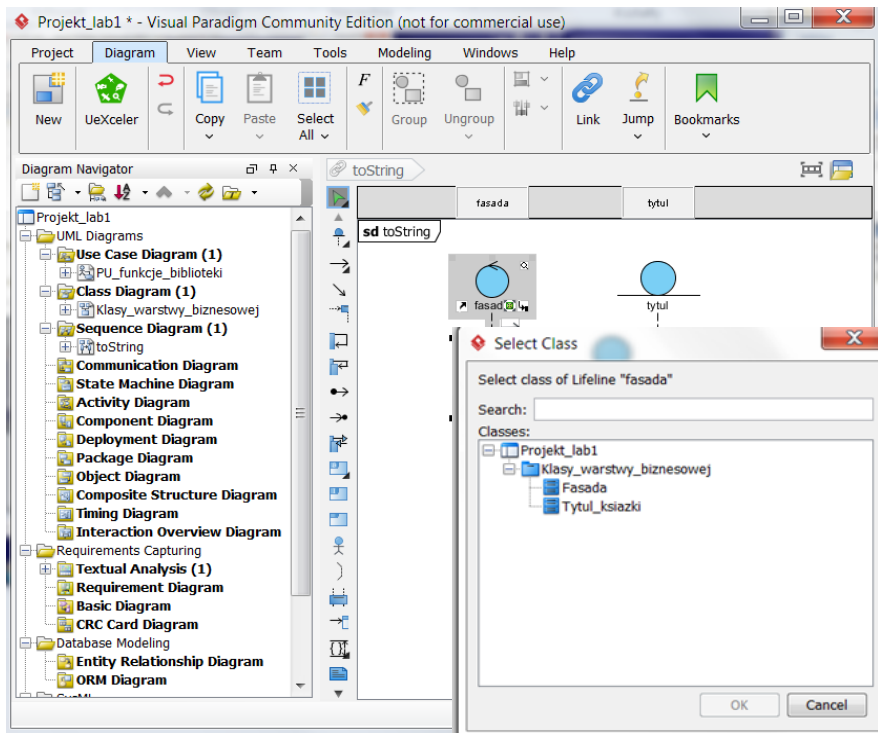 Projekt_lab1 * - Visual Paradigm Community Edition (not for commercial use)
Project Diagram View Team Tools Modeling Windows Help
New UeXceler Copy Paste Select All F Group Ungroup Link Jump Bookmarks
Diagram Navigator
toString
Projekt_lab1
UML Diagrams
Use Case Diagram (1)
PU_funkcje_biblioteki
Class Diagram (1)
Klasy_warstwy_biznesowej
Sequence Diagram (1)
toString
Communication Diagram
State Machine Diagram
Activity Diagram
Component Diagram
Deployment Diagram
Package Diagram
Object Diagram
Composite Structure Diagram
Timing Diagram
Interaction Overview Diagram
Requirements Capturing
Textual Analysis (1)
Requirement Diagram
Basic Diagram
CRC Card Diagram
Database Modeling
Entity Relationship Diagram
ORM Diagram
fasada tytul
sd toString
fasad tytul
Select Class
Select class of Lifeline "fasada"
Search:
Classes:
Projekt_lab1
Klasy_warstwy_biznesowej
Fasada
Tytul_ksiazki
OK Cancel